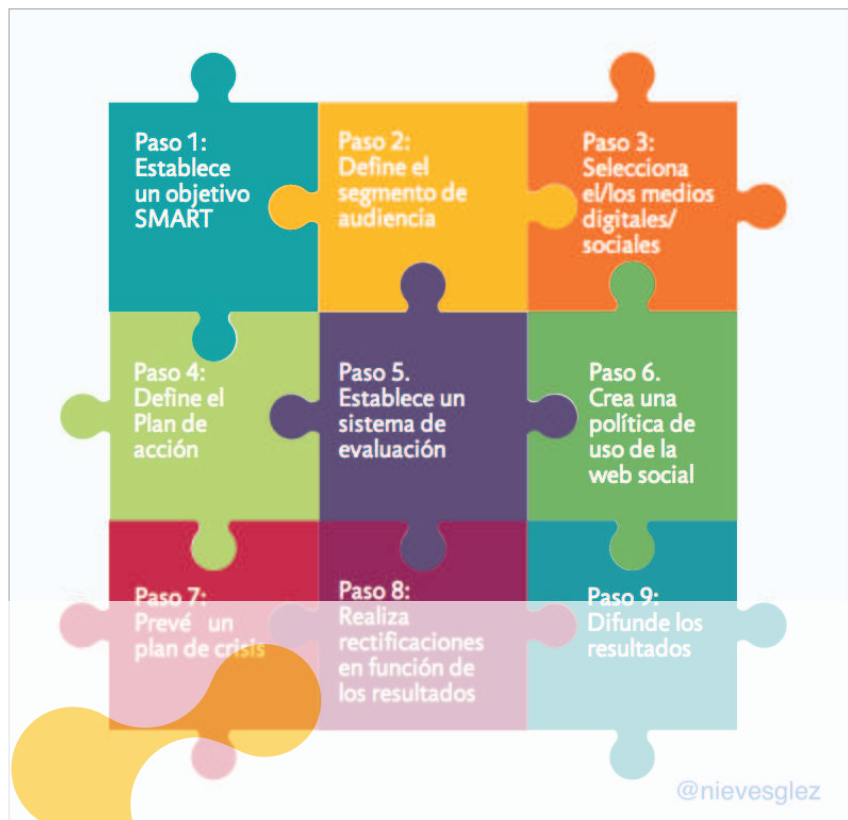 Paso 1:
Establece
un objetivo
SMART
Paso 2:
Define el
segmento de
audiencia
Paso 3:
Selecciona
el/los medios
digitales/
sociales
Paso 4:
Define el
Plan de
acción
Paso 5.
Establece un
sistema de
evaluación
Paso 6.
Crea una
política de
uso de la
web social
Paso 7:
Prevé un
plan de crisis
Paso 8:
Realiza
rectificaciones
en función de
los resultados
Paso 9:
Difunde los
resultados
@nievesglez